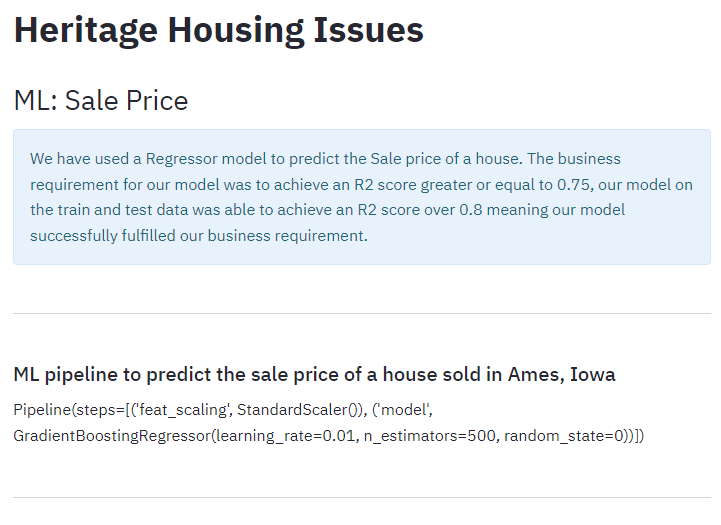 Heritage Housing Issues
ML: Sale Price
We have used a Regressor model to predict the Sale price of a house. The business
requirement for our model was to achieve an R2 score greater or equal to 0.75, our model on
the train and test data was able to achieve an R2 score over 0.8 meaning our model
successfully fulfilled our business requirement.
ML pipeline to predict the sale price of a house sold in Ames, Iowa
Pipeline(steps=[('feat_scaling', StandardScaler()), ('model',
GradientBoostingRegressor(learning_rate=0.01, n_estimators=500, random_state=0))])